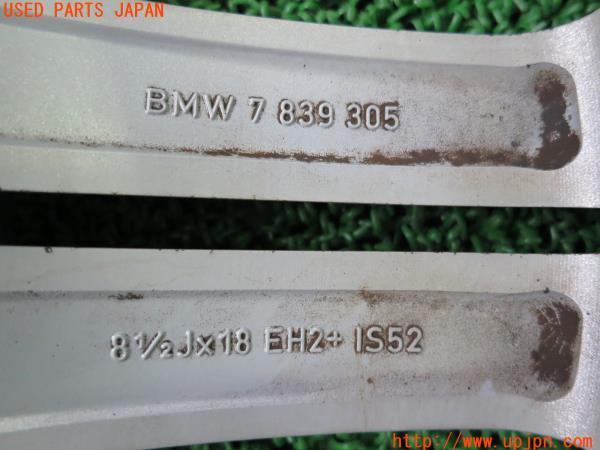 USED PARTS JAPAN
BMW 7 839 305
8½Jx18 EH2+ IS52
http://www.upjpn.com/